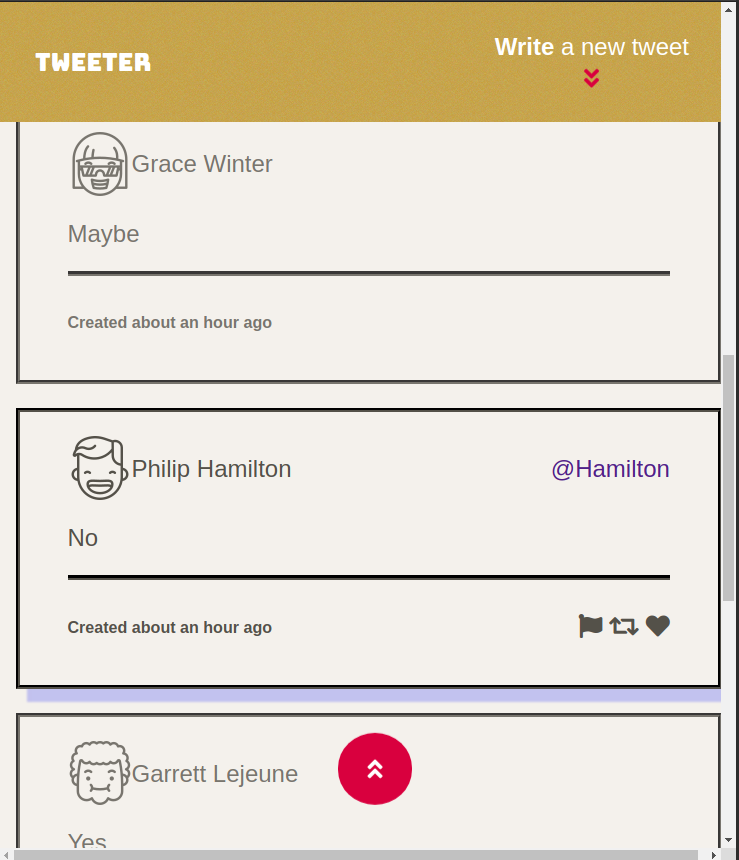 TWEETER
Write a new tweet
Grace Winter
Maybe
Created about an hour ago
Philip Hamilton @Hamilton
No
Created about an hour ago
Garrett Lejeune
Yes